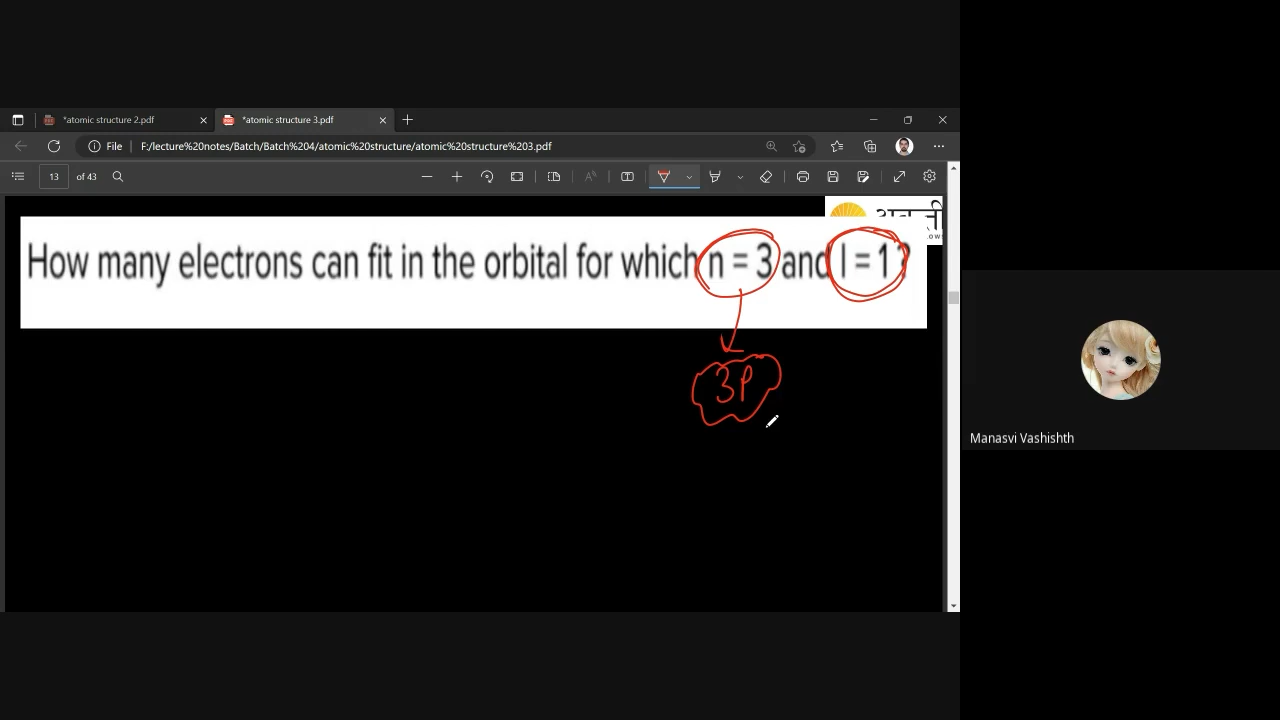 *atomic structure 2.pdf
*atomic structure 3.pdf
File
F:/lecture%20notes/Batch/Batch%204/atomic%20structure/atomic%20structure%203.pdf
13 of 43
How many electrons can fit in the orbital for which n = 3 and l = 1?
3P
Manasvi Vashishth